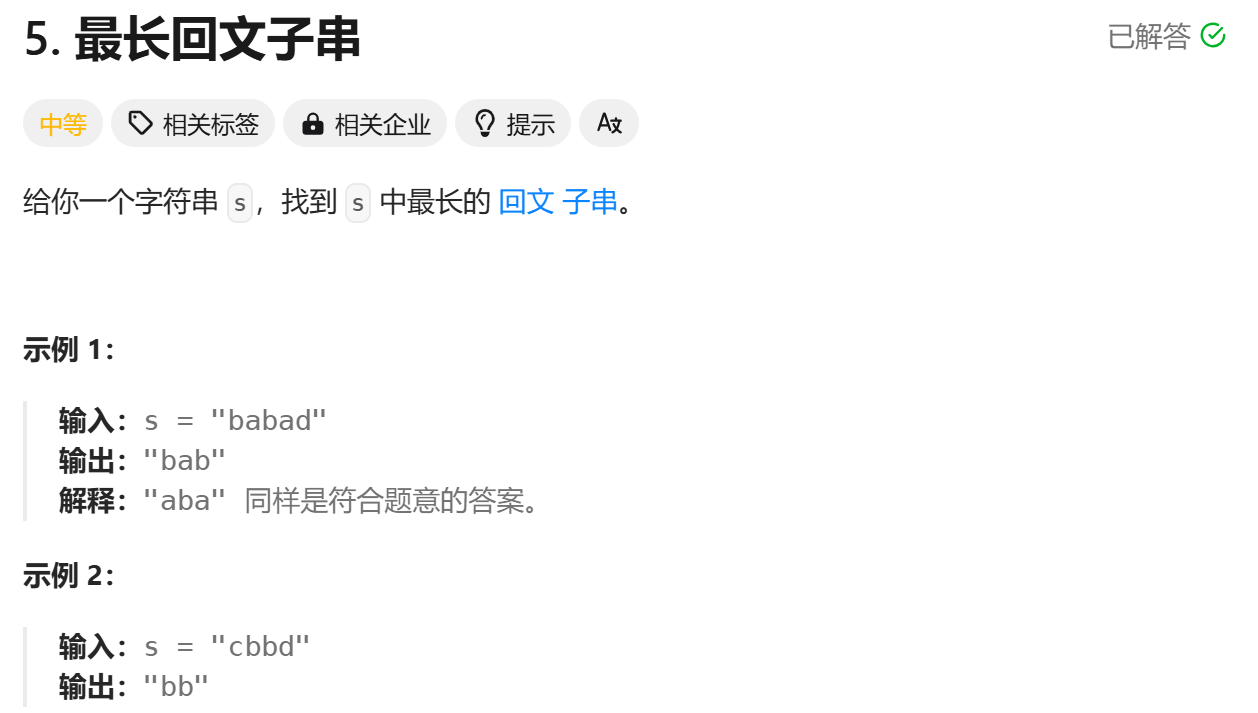 5. 最长回文子串
已解答
中等 相关标签 相关企业 提示
给你一个字符串 s，找到 s 中最长的 回文 子串。
示例 1：
输入：s = "babad"
输出："bab"
解释："aba" 同样是符合题意的答案。
示例 2：
输入：s = "cbbd"
输出："bb"